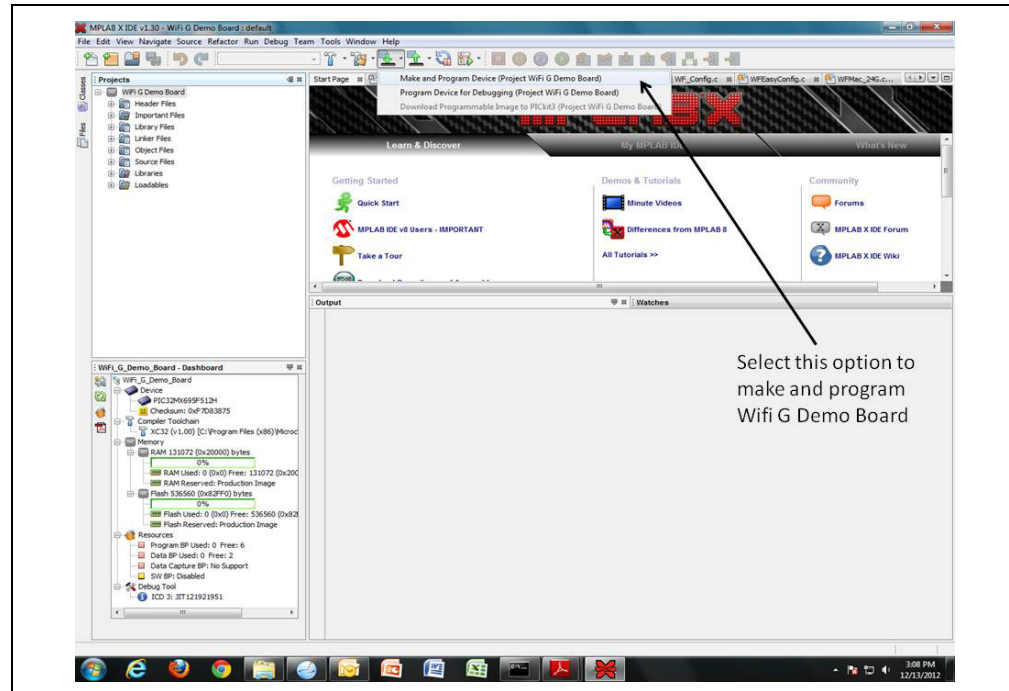 MPLAB X IDE v1.30 - WiFi G Demo Board : default
File Edit View Navigate Source Refactor Run Debug Team Tools Window Help
Projects
Start Page
WF_Config.c
WFEasyConfig.c
WFMac_24G.c...
Classes
Files
Make and Program Device (Project WiFi G Demo Board)
Program Device for Debugging (Project WiFi G Demo Board)
Download Programmable Image to PICkit3 (Project WiFi G Demo Board)
WiFi G Demo Board
Header Files
Important Files
Library Files
Linker Files
Object Files
Source Files
Libraries
Loadables
Learn & Discover
My MPLAB IDE
What's New
Getting Started
Demos & Tutorials
Community
Quick Start
Minute Videos
Forums
MPLAB IDE v8 Users - IMPORTANT
Differences from MPLAB 8
MPLAB X IDE Forum
Take a Tour
All Tutorials >>
MPLAB X IDE Wiki
Output
Watches
Select this option to
make and program
Wifi G Demo Board
WiFi_G_Demo_Board - Dashboard
WiFi_G_Demo_Board
Device
PIC32MX695F512H
Checksum: 0xF7D83875
Compiler Toolchain
XC32 (v1.00) [C:\Program Files (x86)\Microc
Memory
RAM 131072 (0x20000) bytes
0%
RAM Used: 0 (0x0) Free: 131072 (0x200
RAM Reserved: Production Image
Flash 536560 (0x82FF0) bytes
0%
Flash Used: 0 (0x0) Free: 536560 (0x82
Flash Reserved: Production Image
Resources
Program BP Used: 0 Free: 6
Data BP Used: 0 Free: 2
Data Capture BP: No Support
SW BP: Disabled
Debug Tool
ICD 3: JIT121921951
3:08 PM
12/13/2012